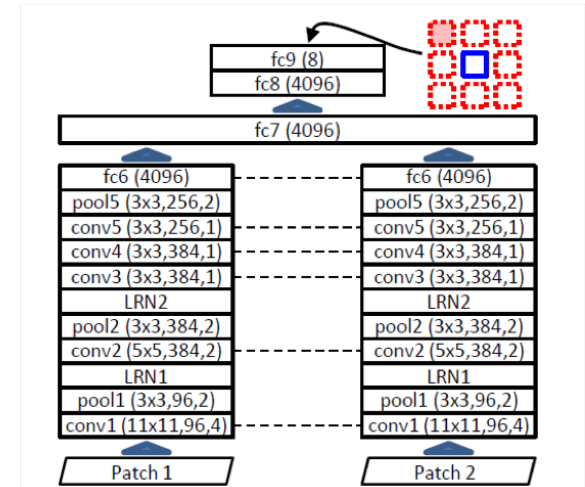 fc9 (8)
fc8 (4096)
fc7 (4096)
fc6 (4096)
pool5 (3x3,256,2)
conv5 (3x3,256,1)
conv4 (3x3,384,1)
conv3 (3x3,384,1)
LRN2
pool2 (3x3,384,2)
conv2 (5x5,384,2)
LRN1
pool1 (3x3,96,2)
conv1 (11x11,96,4)
Patch 1
fc6 (4096)
pool5 (3x3,256,2)
conv5 (3x3,256,1)
conv4 (3x3,384,1)
conv3 (3x3,384,1)
LRN2
pool2 (3x3,384,2)
conv2 (5x5,384,2)
LRN1
pool1 (3x3,96,2)
conv1 (11x11,96,4)
Patch 2